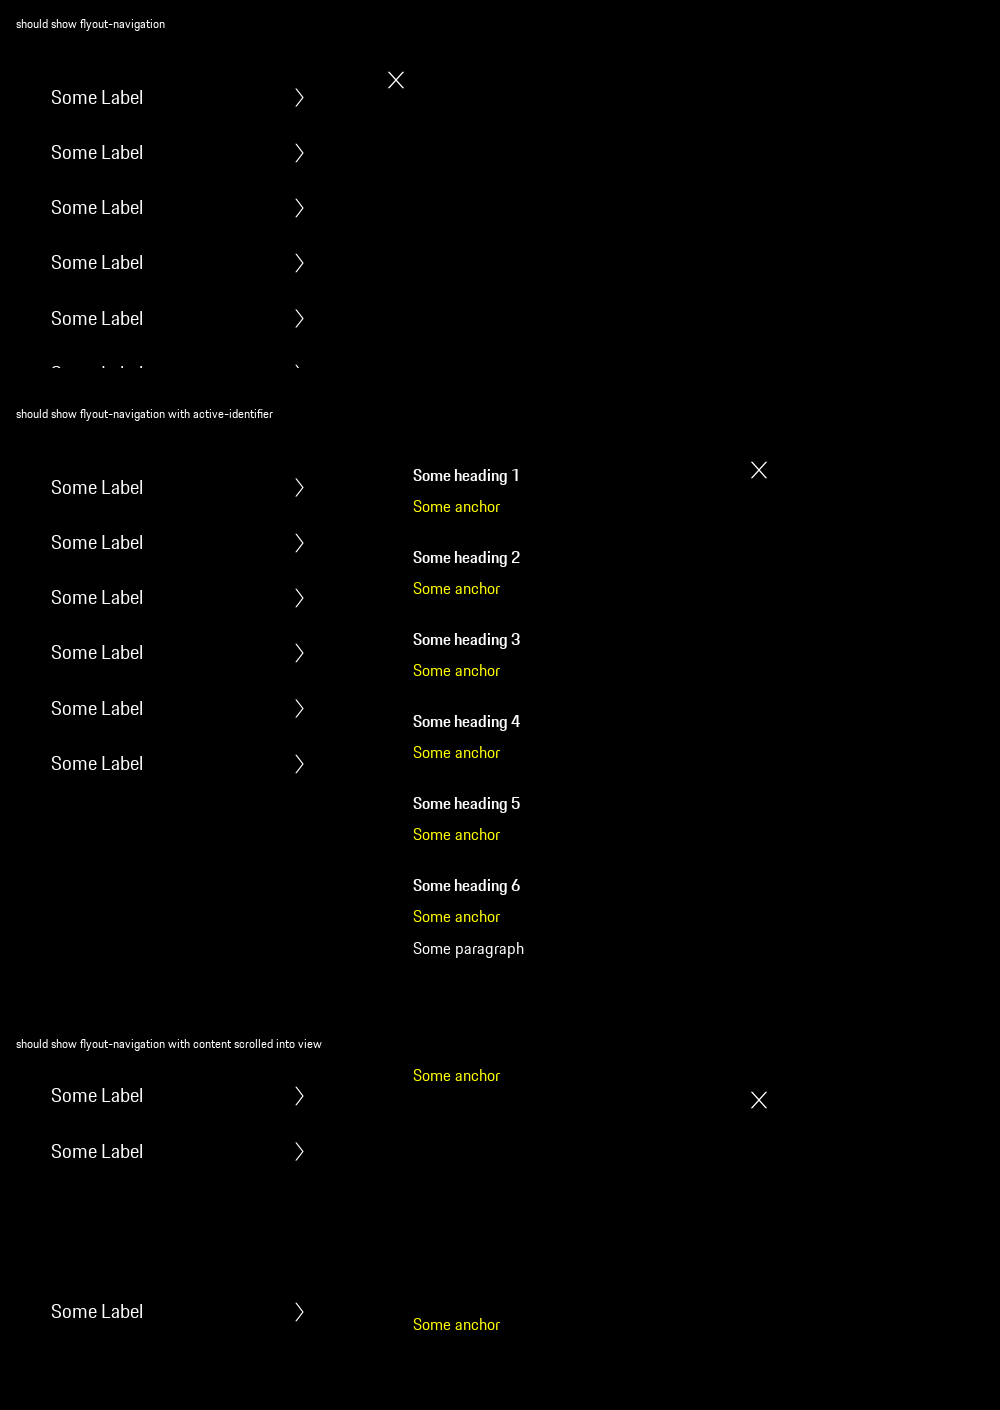 should show flyout-navigation
Some Label
Some Label
Some Label
Some Label
Some Label
should show flyout-navigation with active-identifier
Some Label
Some Label
Some Label
Some Label
Some Label
Some Label
Some heading 1
Some anchor
Some heading 2
Some anchor
Some heading 3
Some anchor
Some heading 4
Some anchor
Some heading 5
Some anchor
Some heading 6
Some anchor
Some paragraph
should show flyout-navigation with content scrolled into view
Some Label
Some Label
Some Label
Some anchor
Some anchor